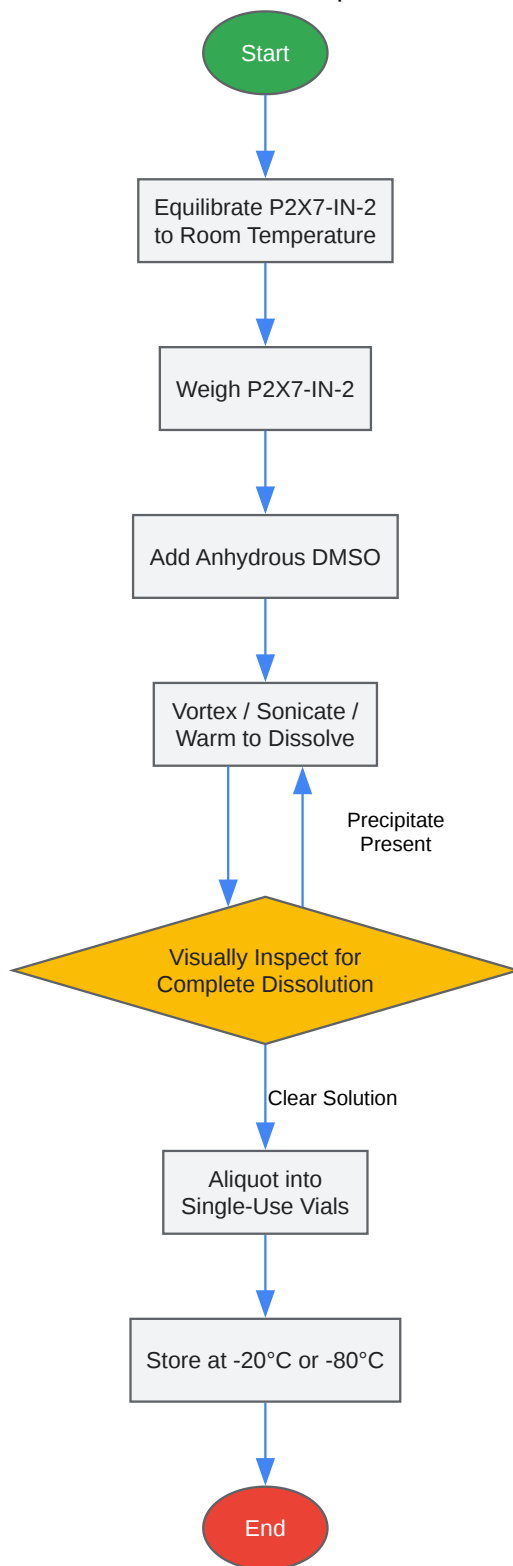 Start
Equilibrate P2X7-IN-2
to Room Temperature
Weigh P2X7-IN-2
Add Anhydrous DMSO
Vortex / Sonicate /
Warm to Dissolve
Precipitate
Present
Visually Inspect for
Complete Dissolution
Clear Solution
Aliquot into
Single-Use Vials
Store at -20°C or -80°C
End